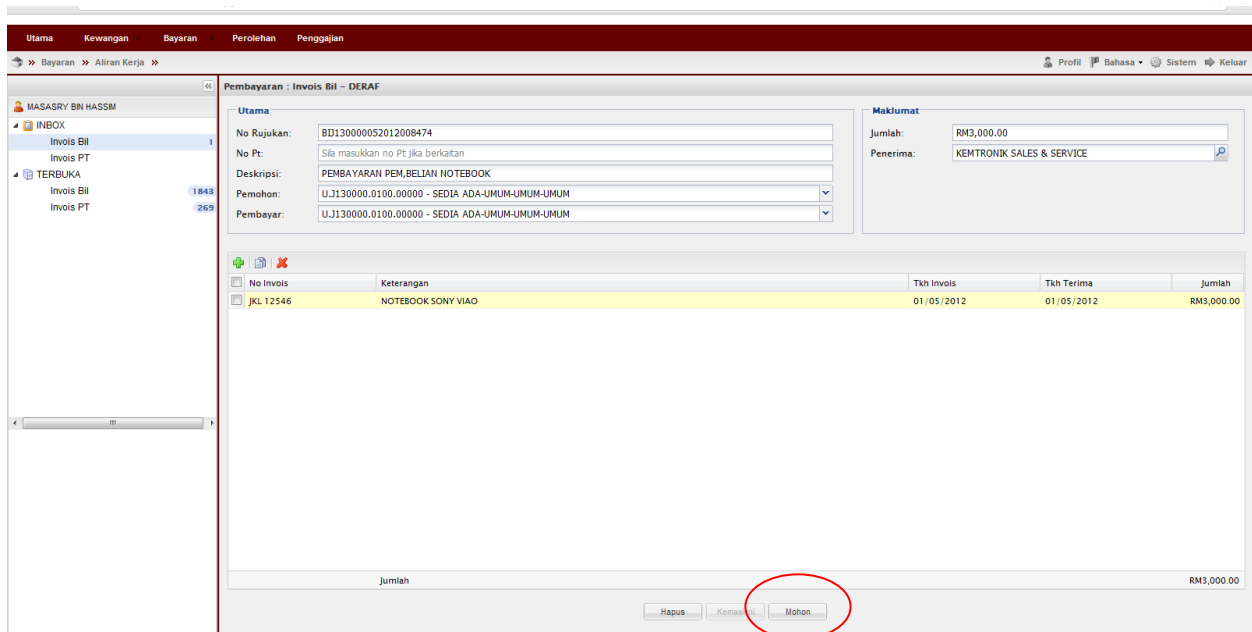 Utama Kewangan Bayaran Perolehan Penggajian
» Bayaran » Aliran Kerja » Profil Bahasa Sistem Keluar
« Pembayaran : Invois Bil - DERAF
MASASRY BIN HASSIM
INBOX
Invois Bil 1
Invois PT
TERBUKA
Invois Bil 1843
Invois PT 269
Utama
No Rujukan: BIJ130000052012008474
No Pt: Sila masukkan no Pt jika berkaitan
Deskripsi: PEMBAYARAN PEM,BELIAN NOTEBOOK
Pemohon: U.J130000.0100.00000 - SEDIA ADA-UMUM-UMUM-UMUM
Pembayar: U.J130000.0100.00000 - SEDIA ADA-UMUM-UMUM-UMUM
Maklumat
Jumlah: RM3,000.00
Penerima: KEMTRONIK SALES & SERVICE
No Invois Keterangan Tkh Invois Tkh Terima Jumlah
JKL 12546 NOTEBOOK SONY VIAO 01/05/2012 01/05/2012 RM3,000.00
Jumlah RM3,000.00
Hapus Kemaskini Mohon